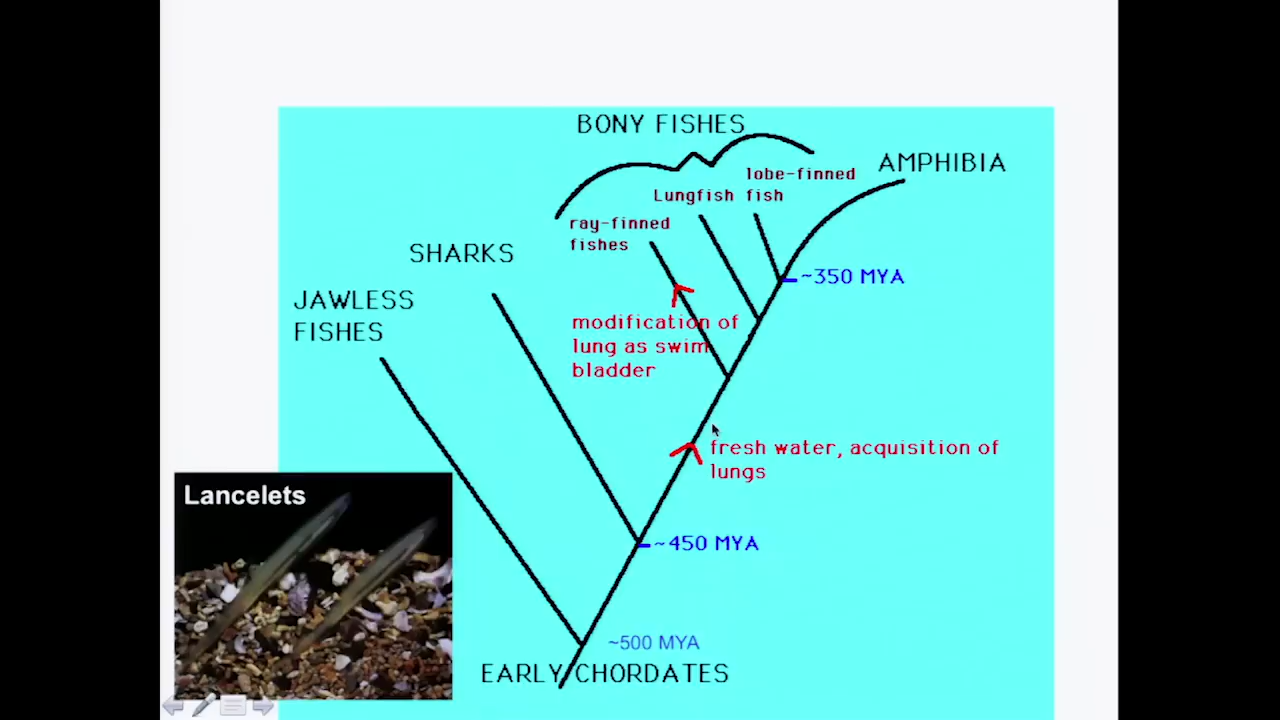 BONY FISHES
AMPHIBIA
lobe-finned
fish
Lungfish
ray-finned
fishes
SHARKS
~350 MYA
JAWLESS
FISHES
modification of
lung as swim
bladder
fresh water, acquisition of
lungs
Lancelets
~450 MYA
~500 MYA
EARLY CHORDATES